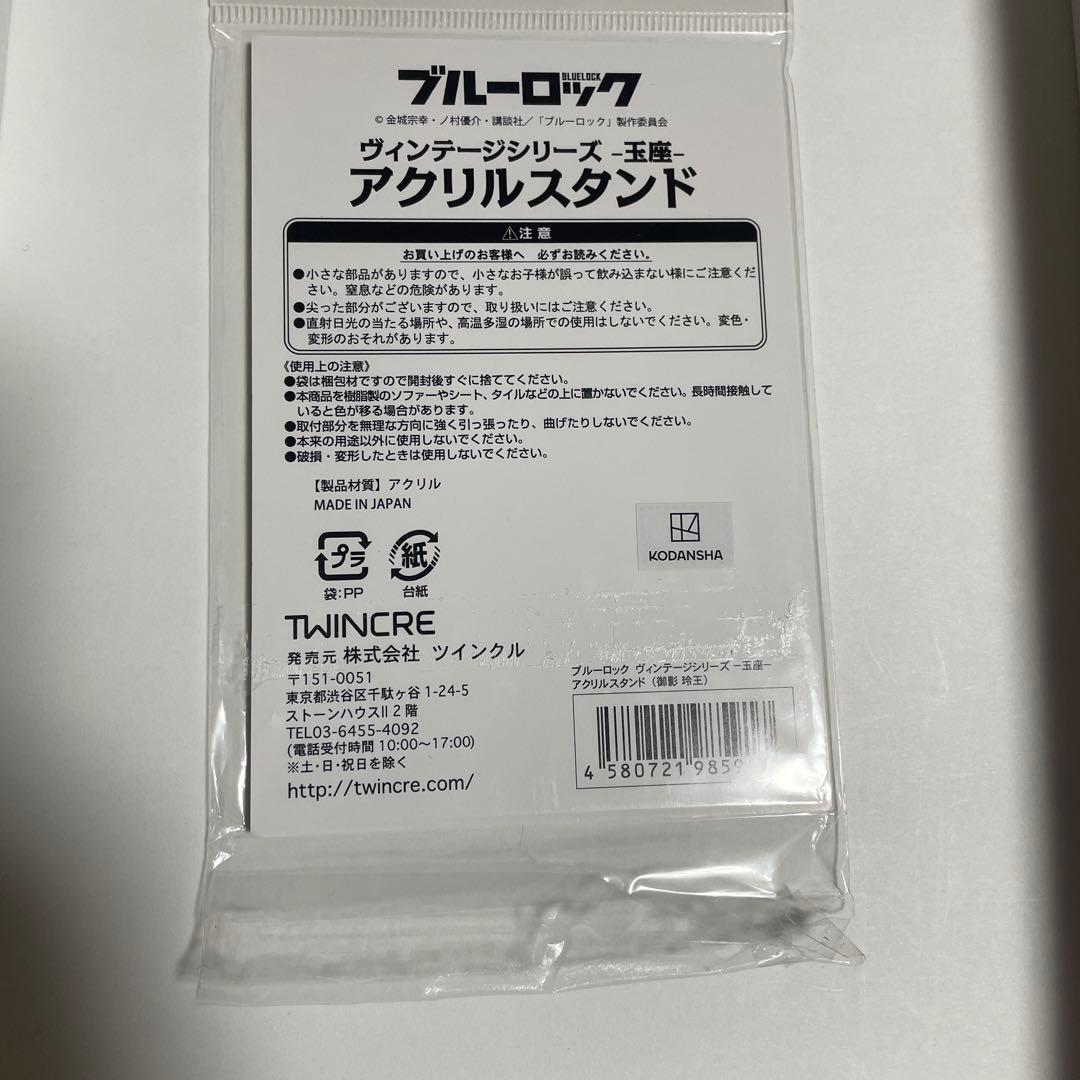 ブルーロック
BLUELOCK
© 金城宗幸・ノ村優介・講談社／「ブルーロック」製作委員会
ヴィンテージシリーズ -玉座-
アクリルスタンド
⚠注意
お買い上げのお客様へ 必ずお読みください。
●小さな部品がありますので、小さなお子様が誤って飲み込まない様にご注意くだ
さい。窒息などの危険があります。
●尖った部分がございますので、取り扱いにはご注意ください。
●直射日光の当たる場所や、高温多湿の場所での使用はしないでください。変色・
変形のおそれがあります。
《使用上の注意》
●袋は梱包材ですので開封後すぐに捨ててください。
●本商品を樹脂製のソファーやシート、タイルなどの上に置かないでください。長時間接触して
いると色が移る場合があります。
●取付部分を無理な方向に強く引っ張ったり、曲げたりしないでください。
●本来の用途以外に使用しないでください。
●破損・変形したときは使用しないでください。
【製品材質】アクリル
MADE IN JAPAN
プラ
袋:PP
紙
台紙
KODANSHA
TWINCRE
発売元 株式会社 ツインクル
〒151-0051
東京都渋谷区千駄ヶ谷 1-24-5
ストーンハウスII 2 階
TEL03-6455-4092
(電話受付時間 10:00～17:00)
※土・日・祝日を除く
http://twincre.com/
ブルーロック ヴィンテージシリーズ -玉座-
アクリルスタンド（御影 玲王）
4 580721 9859